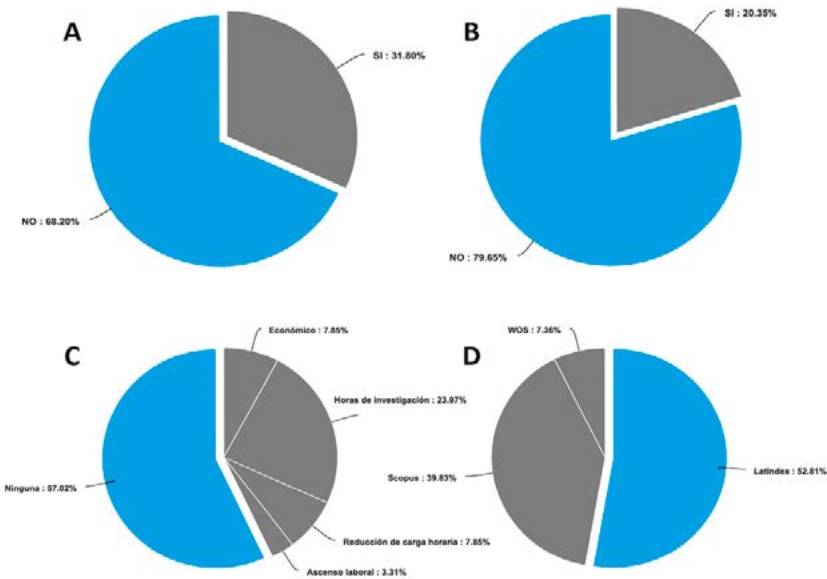 A
SI : 31.80%
NO : 68.20%
B
SI : 20.35%
NO : 79.65%
C
Económico : 7.85%
Horas de investigación : 23.97%
Ninguna : 57.02%
Reducción de carga horaria : 7.85%
Ascenso laboral : 3.31%
D
WOS : 7.36%
Scopus : 39.83%
Latindex : 52.81%